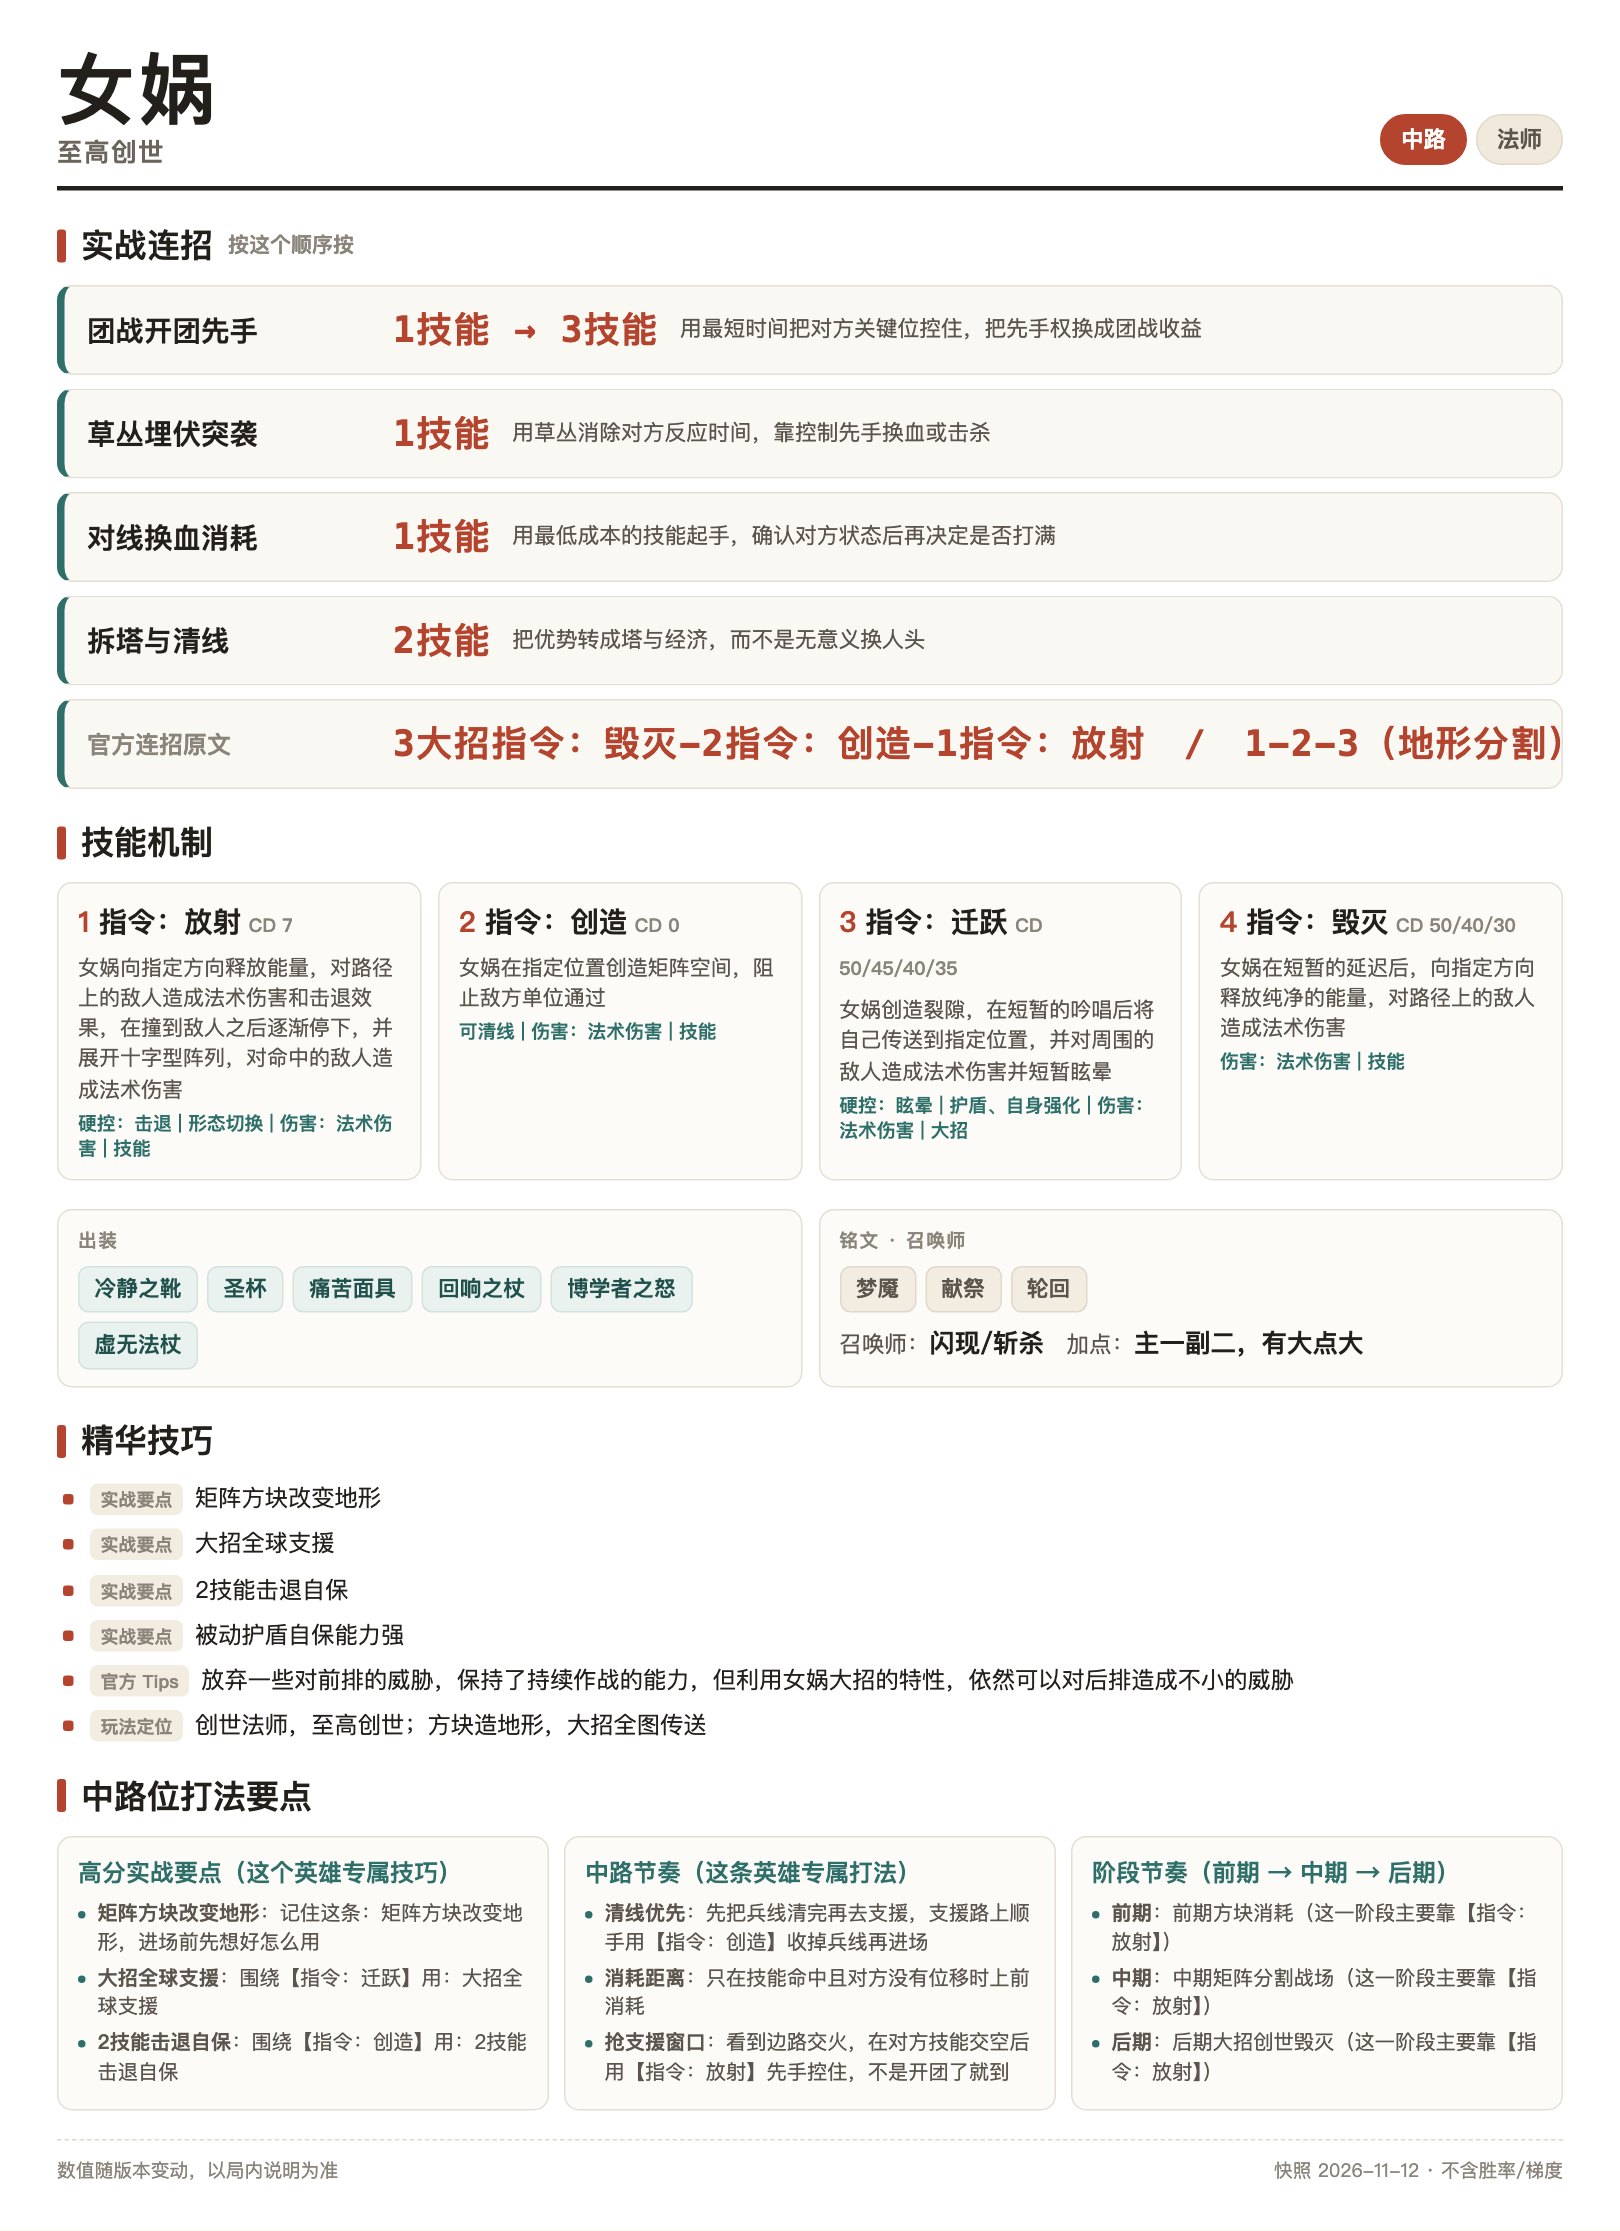 女娲
至高创世
中路 法师
实战连招 按这个顺序按
团战开团先手 1技能 → 3技能 用最短时间把对方关键位控住，把先手权换成团战收益
草丛埋伏突袭 1技能 用草丛消除对方反应时间，靠控制先手换血或击杀
对线换血消耗 1技能 用最低成本的技能起手，确认对方状态后再决定是否打满
拆塔与清线 2技能 把优势转成塔与经济，而不是无意义换人头
官方连招原文 3大招指令：毁灭-2指令：创造-1指令：放射 / 1-2-3（地形分割）
技能机制
1 指令：放射 CD 7
女娲向指定方向释放能量，对路径
上的敌人造成法术伤害和击退效
果，在撞到敌人之后逐渐停下，并
展开十字型阵列，对命中的敌人造
成法术伤害
硬控：击退 | 形态切换 | 伤害：法术伤
害 | 技能
2 指令：创造 CD 0
女娲在指定位置创造矩阵空间，阻
止敌方单位通过
可清线 | 伤害：法术伤害 | 技能
3 指令：迁跃 CD
50/45/40/35
女娲创造裂隙，在短暂的吟唱后将
自己传送到指定位置，并对周围的
敌人造成法术伤害并短暂眩晕
硬控：眩晕 | 护盾、自身强化 | 伤害：
法术伤害 | 大招
4 指令：毁灭 CD 50/40/30
女娲在短暂的延迟后，向指定方向
释放纯净的能量，对路径上的敌人
造成法术伤害
伤害：法术伤害 | 技能
出装
冷静之靴 圣杯 痛苦面具 回响之杖 博学者之怒
虚无法杖
铭文 · 召唤师
梦魇 献祭 轮回
召唤师：闪现/斩杀 加点：主一副二，有大点大
精华技巧
实战要点 矩阵方块改变地形
实战要点 大招全球支援
实战要点 2技能击退自保
实战要点 被动护盾自保能力强
官方 Tips 放弃一些对前排的威胁，保持了持续作战的能力，但利用女娲大招的特性，依然可以对后排造成不小的威胁
玩法定位 创世法师，至高创世；方块造地形，大招全图传送
中路位打法要点
高分实战要点（这个英雄专属技巧）
矩阵方块改变地形：记住这条：矩阵方块改变地
形，进场前先想好怎么用
大招全球支援：围绕【指令：迁跃】用：大招全
球支援
2技能击退自保：围绕【指令：创造】用：2技能
击退自保
中路节奏（这条英雄专属打法）
清线优先：先把兵线清完再去支援，支援路上顺
手用【指令：创造】收掉兵线再进场
消耗距离：只在技能命中且对方没有位移时上前
消耗
抢支援窗口：看到边路交火，在对方技能交空后
用【指令：放射】先手控住，不是开团了就到
阶段节奏（前期 → 中期 → 后期）
前期：前期方块消耗（这一阶段主要靠【指令：
放射】）
中期：中期矩阵分割战场（这一阶段主要靠【指
令：放射】）
后期：后期大招创世毁灭（这一阶段主要靠【指
令：放射】）
数值随版本变动，以局内说明为准
快照 2026-11-12 · 不含胜率/梯度